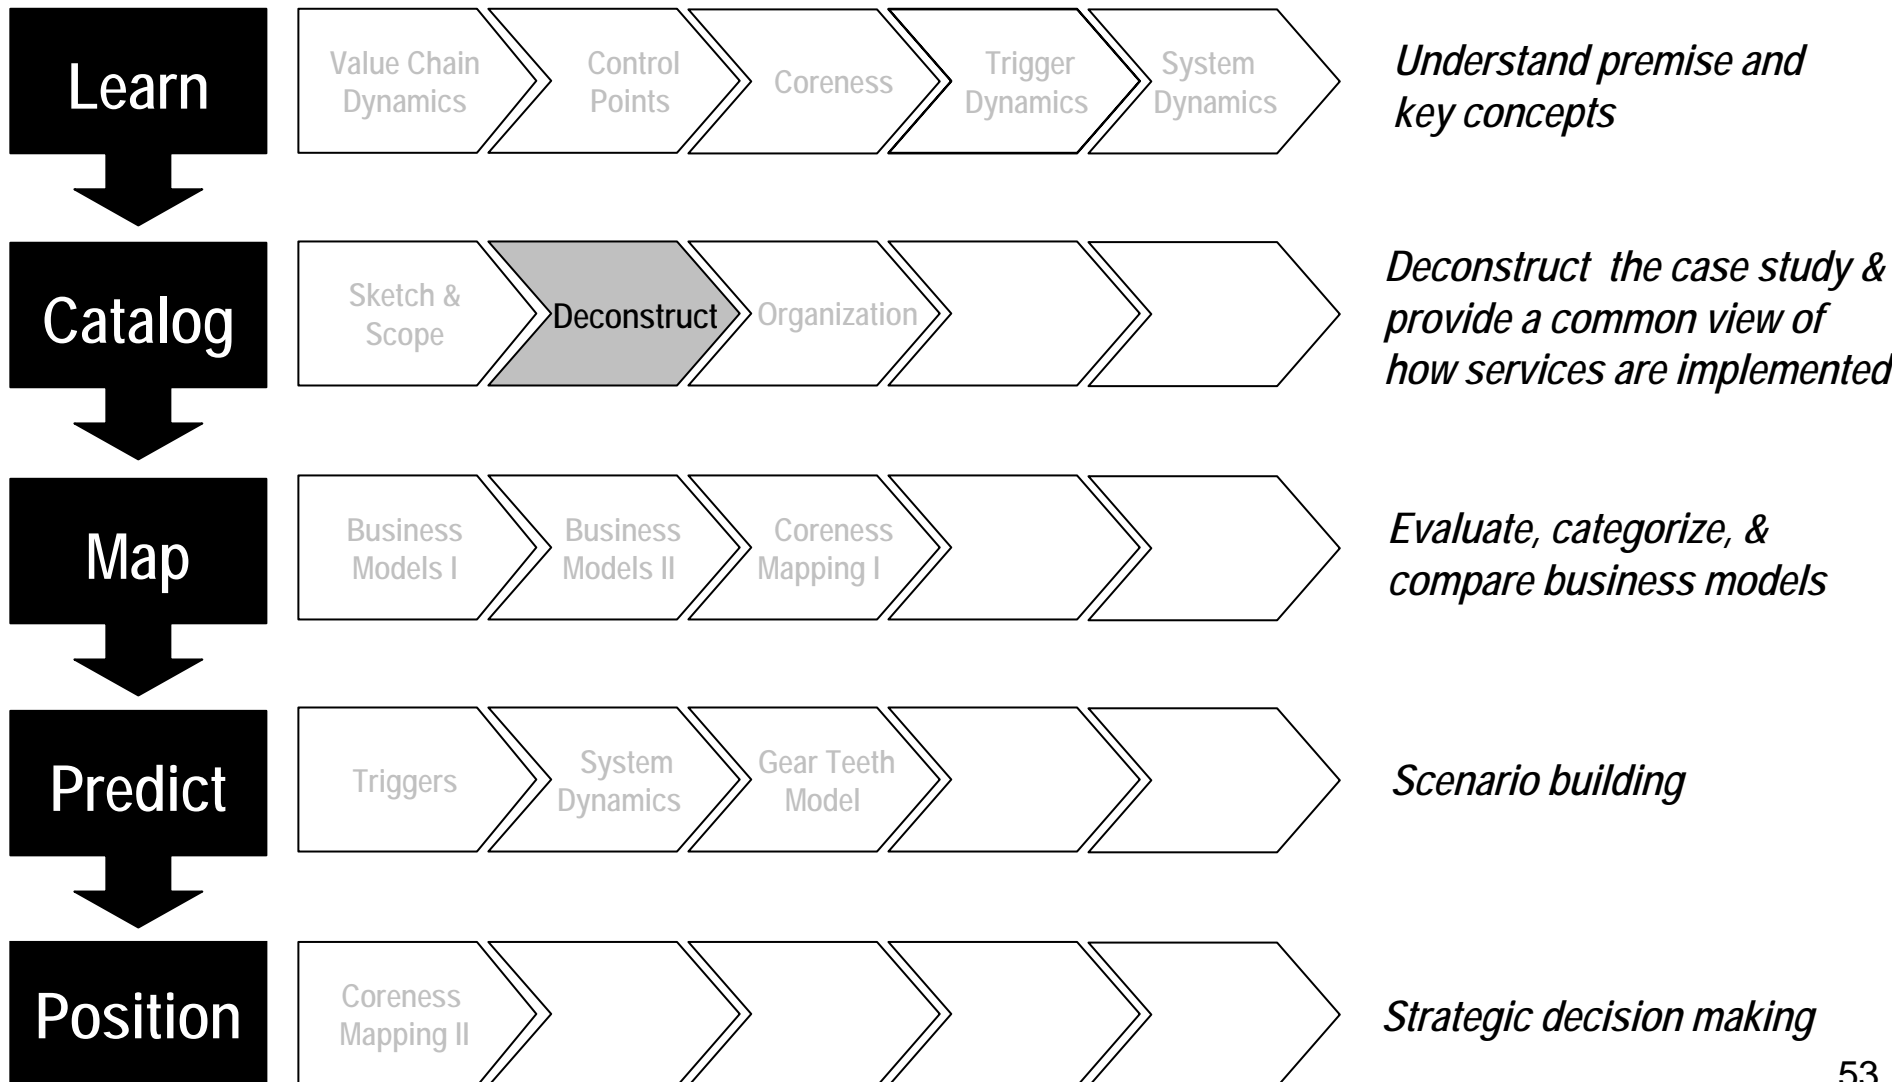 Learn
Value Chain
Dynamics
Control
Points
Coreness
Trigger
Dynamics
System
Dynamics
Understand premise and
key concepts
Catalog
Sketch &
Scope
Deconstruct
Organization
Deconstruct the case study &
provide a common view of
how services are implemented
Map
Business
Models I
Business
Models II
Coreness
Mapping I
Evaluate, categorize, &
compare business models
Predict
Triggers
System
Dynamics
Gear Teeth
Model
Scenario building
Position
Coreness
Mapping II
Strategic decision making
53